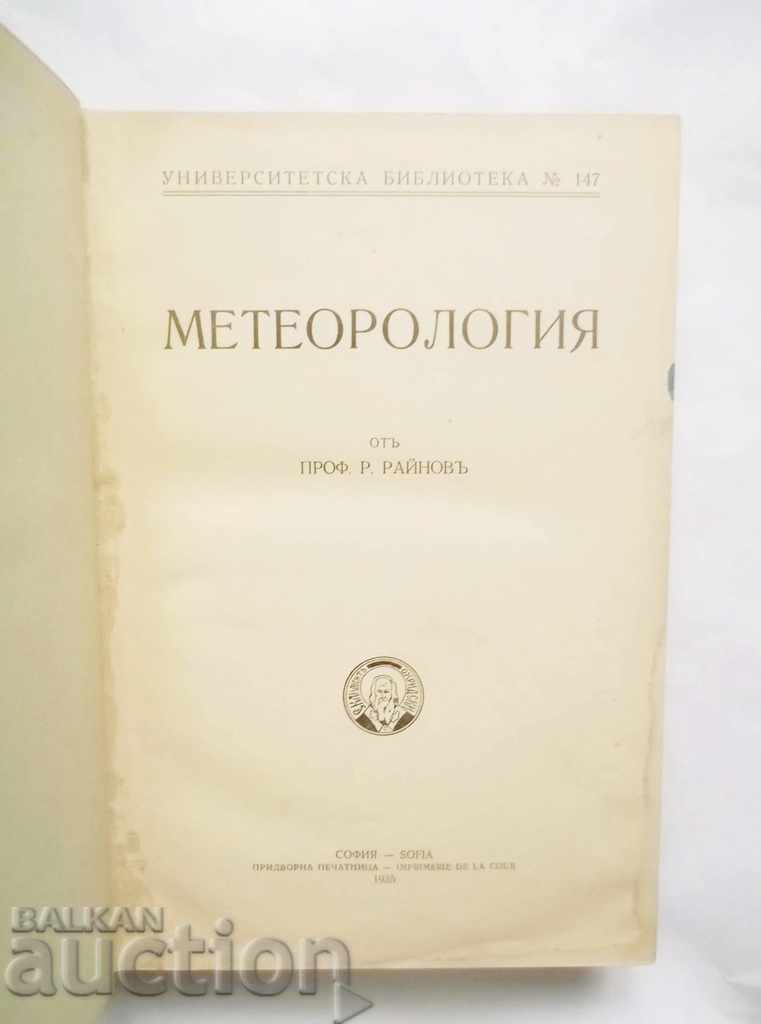 УНИВЕРСИТЕТСКА БИБЛИОТЕКА № 147
МЕТЕОРОЛОГИЯ
ОТЪ
ПРОФ. Р. РАЙНОВЪ
СОФИЯ — SOFIA
ПРИДВОРНА ПЕЧАТНИЦА — IMPRIMERIE DE LA COUR
BALKAN
auction